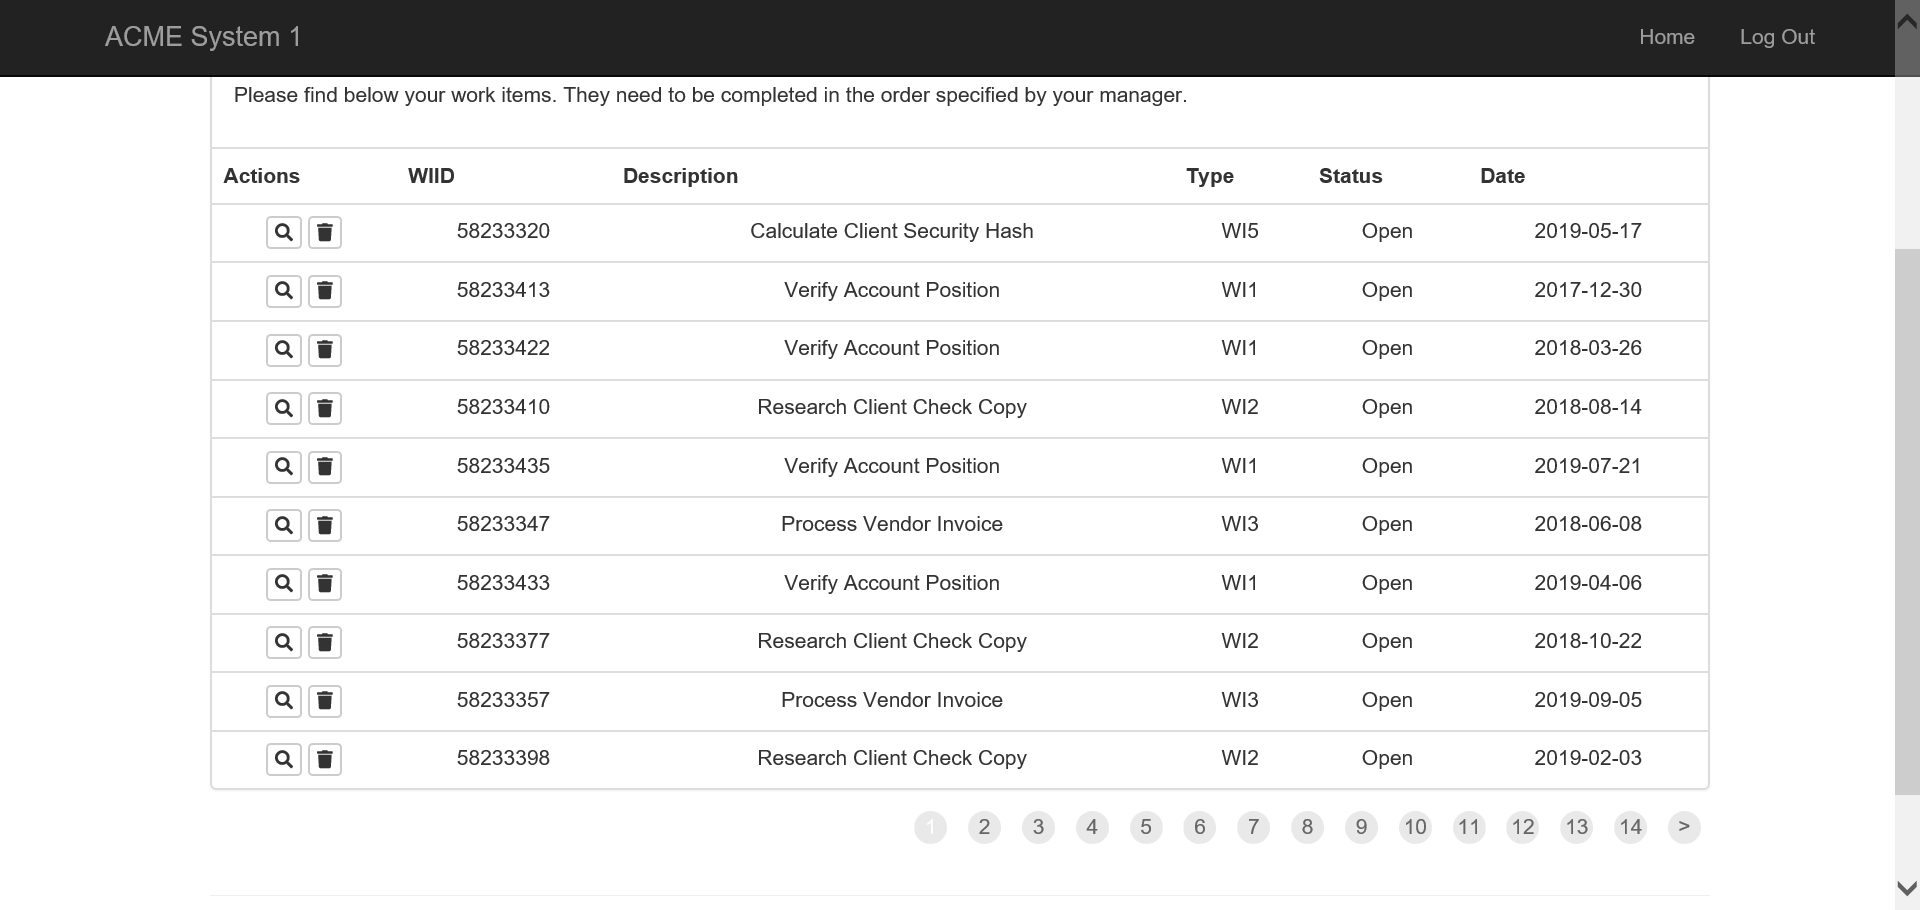 ACME System 1 Home Log Out
Please find below your work items. They need to be completed in the order specified by your manager.
Actions WIID Description Type Status Date
58233320 Calculate Client Security Hash WI5 Open 2019-05-17
58233413 Verify Account Position WI1 Open 2017-12-30
58233422 Verify Account Position WI1 Open 2018-03-26
58233410 Research Client Check Copy WI2 Open 2018-08-14
58233435 Verify Account Position WI1 Open 2019-07-21
58233347 Process Vendor Invoice WI3 Open 2018-06-08
58233433 Verify Account Position WI1 Open 2019-04-06
58233377 Research Client Check Copy WI2 Open 2018-10-22
58233357 Process Vendor Invoice WI3 Open 2019-09-05
58233398 Research Client Check Copy WI2 Open 2019-02-03
1 2 3 4 5 6 7 8 9 10 11 12 13 14 >